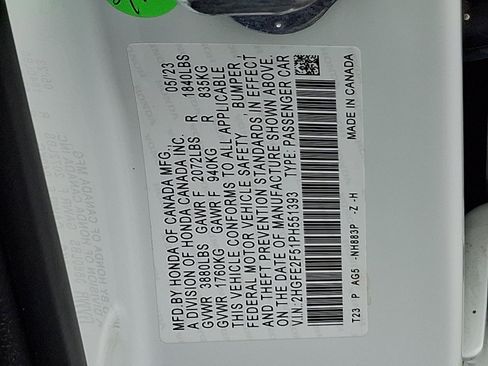 MFD.BY HONDA OF CANADA MFG. 05/23
A DIVISION OF HONDA CANADA INC.
GVWR 3880LBS GAWR F 2072LBS R 1840LBS
GVWR 1760KG GAWR F 940KG R 835KG
THIS VEHICLE CONFORMS TO ALL APPLICABLE
FEDERAL MOTOR VEHICLE SAFETY , BUMPER ,
AND THEFT PREVENTION STANDARDS IN EFFECT
ON THE DATE OF MANUFACTURE SHOWN ABOVE.
V.I.N.:2HGFE2F51PH551393 TYPE: PASSENGER CAR
T23 P AG5 -NH883P -Z -H MADE IN CANADA